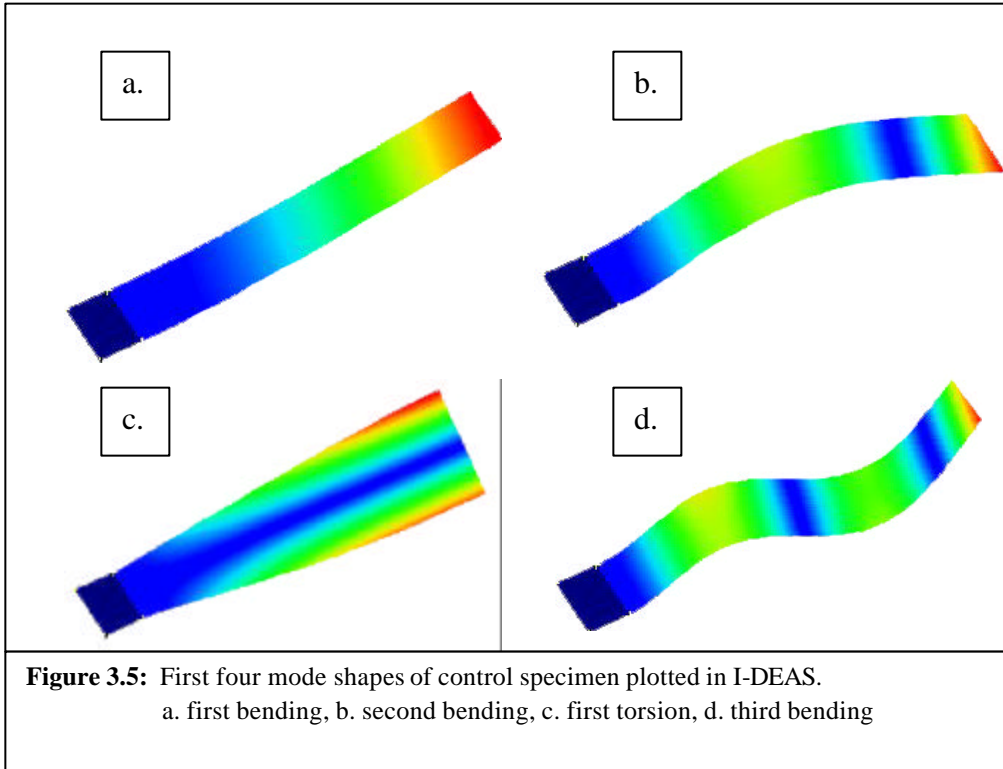 a.
b.
c.
d.
Figure 3.5: First four mode shapes of control specimen plotted in I-DEAS.
a. first bending, b. second bending, c. first torsion, d. third bending